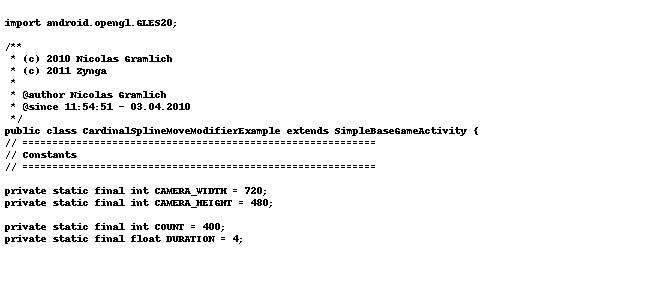 import android.opengl.GLES20;
/**
 * (c) 2010 Nicolas Gramlich
 * (c) 2011 Zynga
 *
 * @author Nicolas Gramlich
 * @since 11:54:51 - 03.04.2010
 */
public class CardinalSplineMoveModifierExample extends SimpleBaseGameActivity {
// ===========================================================
// Constants
// ===========================================================
private static final int CAMERA_WIDTH = 720;
private static final int CAMERA_HEIGHT = 480;
private static final int COUNT = 400;
private static final float DURATION = 4;